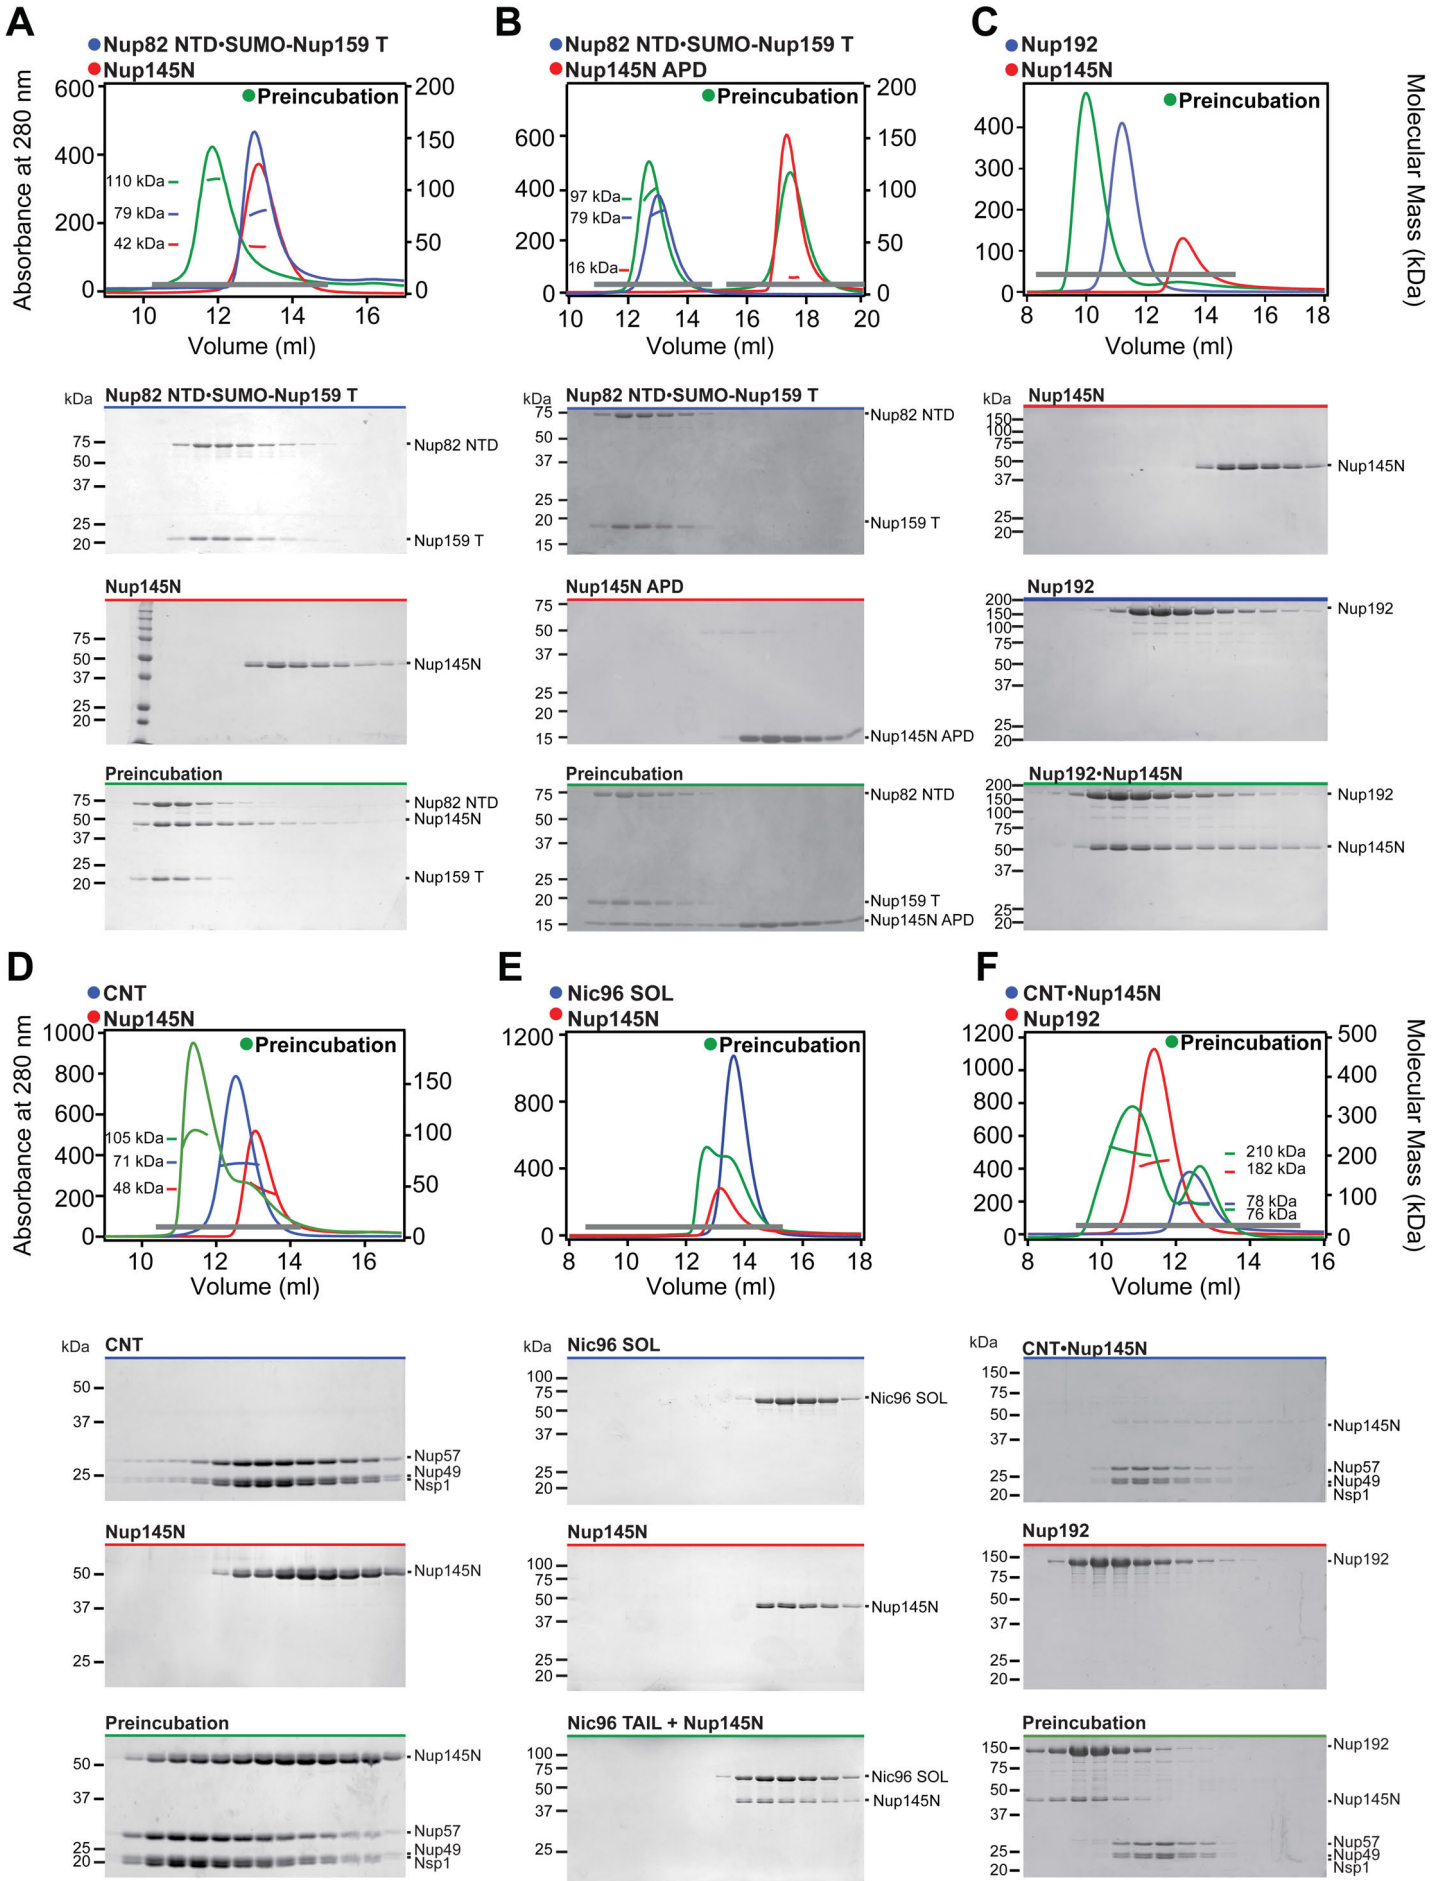 A
Nup82 NTD•SUMO-Nup159 T
Nup145N
Preincubation
Absorbance at 280 nm
600
400
200
0
200
150
100
50
0
110 kDa
79 kDa
42 kDa
10 12 14 16
Volume (ml)
kDa
Nup82 NTD•SUMO-Nup159 T
75
50
37
25
20
Nup82 NTD
Nup159 T
Nup145N
75
50
37
25
20
Nup145N
Preincubation
75
50
37
25
20
Nup82 NTD
Nup145N
Nup159 T
B
Nup82 NTD•SUMO-Nup159 T
Nup145N APD
Preincubation
600
400
200
0
200
150
100
50
0
97 kDa
79 kDa
16 kDa
10 12 14 16 18 20
Volume (ml)
kDa
Nup82 NTD•SUMO-Nup159 T
75
50
37
25
20
15
Nup82 NTD
Nup159 T
Nup145N APD
75
50
37
25
20
15
Nup145N APD
Preincubation
75
50
37
25
20
15
Nup82 NTD
Nup159 T
Nup145N APD
C
Nup192
Nup145N
Preincubation
400
300
200
100
0
Molecular Mass (kDa)
8 10 12 14 16 18
Volume (ml)
kDa
Nup145N
150
100
75
50
37
25
20
Nup145N
Nup192
200
150
100
75
50
37
25
20
Nup192
Nup192•Nup145N
200
150
100
75
50
37
25
20
Nup192
Nup145N
D
CNT
Nup145N
Preincubation
Absorbance at 280 nm
1000
800
600
400
200
0
150
100
50
0
105 kDa
71 kDa
48 kDa
10 12 14 16
Volume (ml)
kDa
CNT
50
37
25
Nup57
Nup49
Nsp1
Nup145N
50
37
25
Nup145N
Preincubation
50
37
25
20
Nup145N
Nup57
Nup49
Nsp1
E
Nic96 SOL
Nup145N
Preincubation
1200
800
400
0
8 10 12 14 16 18
Volume (ml)
kDa
Nic96 SOL
100
75
50
37
25
20
Nic96 SOL
Nup145N
100
75
50
37
25
20
Nup145N
Nic96 TAIL + Nup145N
100
75
50
37
25
Nic96 SOL
Nup145N
F
CNT•Nup145N
Nup192
Preincubation
1200
1000
800
600
400
200
0
500
400
300
200
100
0
Molecular Mass (kDa)
210 kDa
182 kDa
78 kDa
76 kDa
8 10 12 14 16
Volume (ml)
kDa
CNT•Nup145N
150
75
50
37
25
20
Nup145N
Nup57
Nup49
Nsp1
Nup192
150
75
50
37
25
20
Nup192
Preincubation
150
75
50
37
25
20
Nup192
Nup145N
Nup57
Nup49
Nsp1